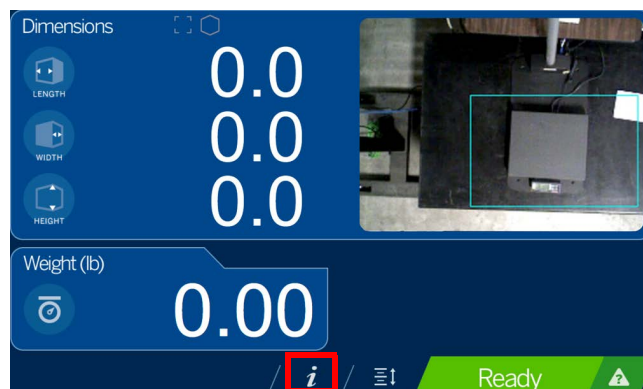 Dimensions
LENGTH
0.0
WIDTH
0.0
HEIGHT
0.0
Weight (lb)
0.00
i
Ready
?